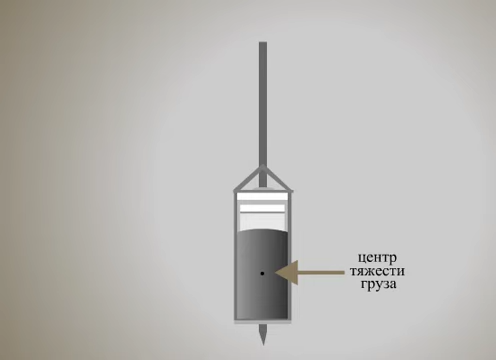 центр
тяжести
груза